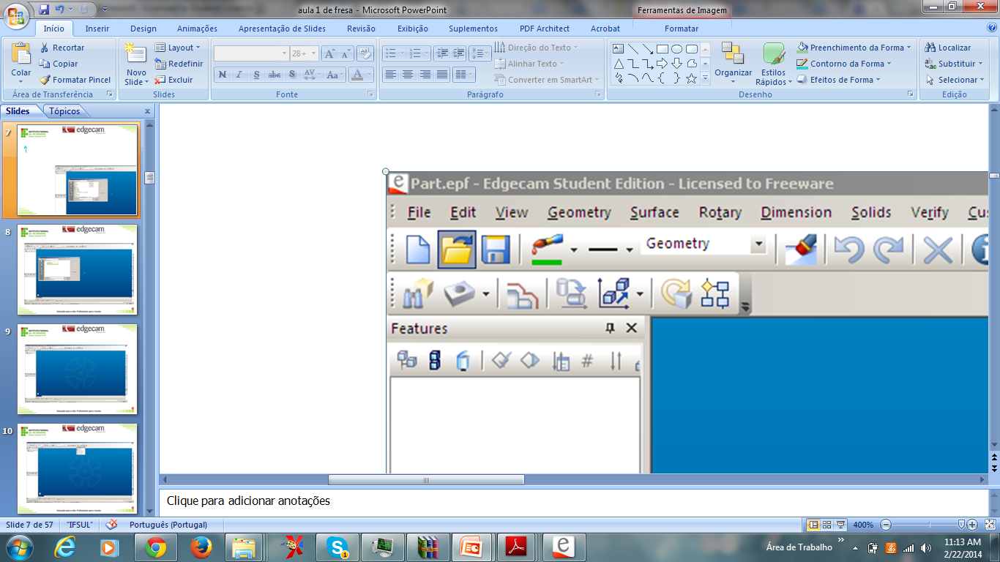 aula 1 de fresa - Microsoft PowerPoint
Ferramentas de Imagem
Início Inserir Design Animações Apresentação de Slides Revisão Exibição Suplementos PDF Architect Acrobat Formatar
Colar
Recortar
Copiar
Formatar Pincel
Área de Transferência
Novo Slide
Layout
Redefinir
Excluir
Slides
28
N I S abc S AV Aa A
Fonte
Direção do Texto
Alinhar Texto
Converter em SmartArt
Parágrafo
Organizar
Estilos Rápidos
Preenchimento da Forma
Contorno da Forma
Efeitos de Forma
Desenho
Localizar
Substituir
Selecionar
Edição
Slides Tópicos x
7
edgecam
8
edgecam
9
edgecam
10
edgecam
Part.epf - Edgecam Student Edition - Licensed to Freeware
File Edit View Geometry Surface Rotary Dimension Solids Verify Cus
Geometry
Features
#
Clique para adicionar anotações
Slide 7 de 57 "IFSUL" Português (Portugal) 400%
Área de Trabalho »
11:13 AM
2/22/2014